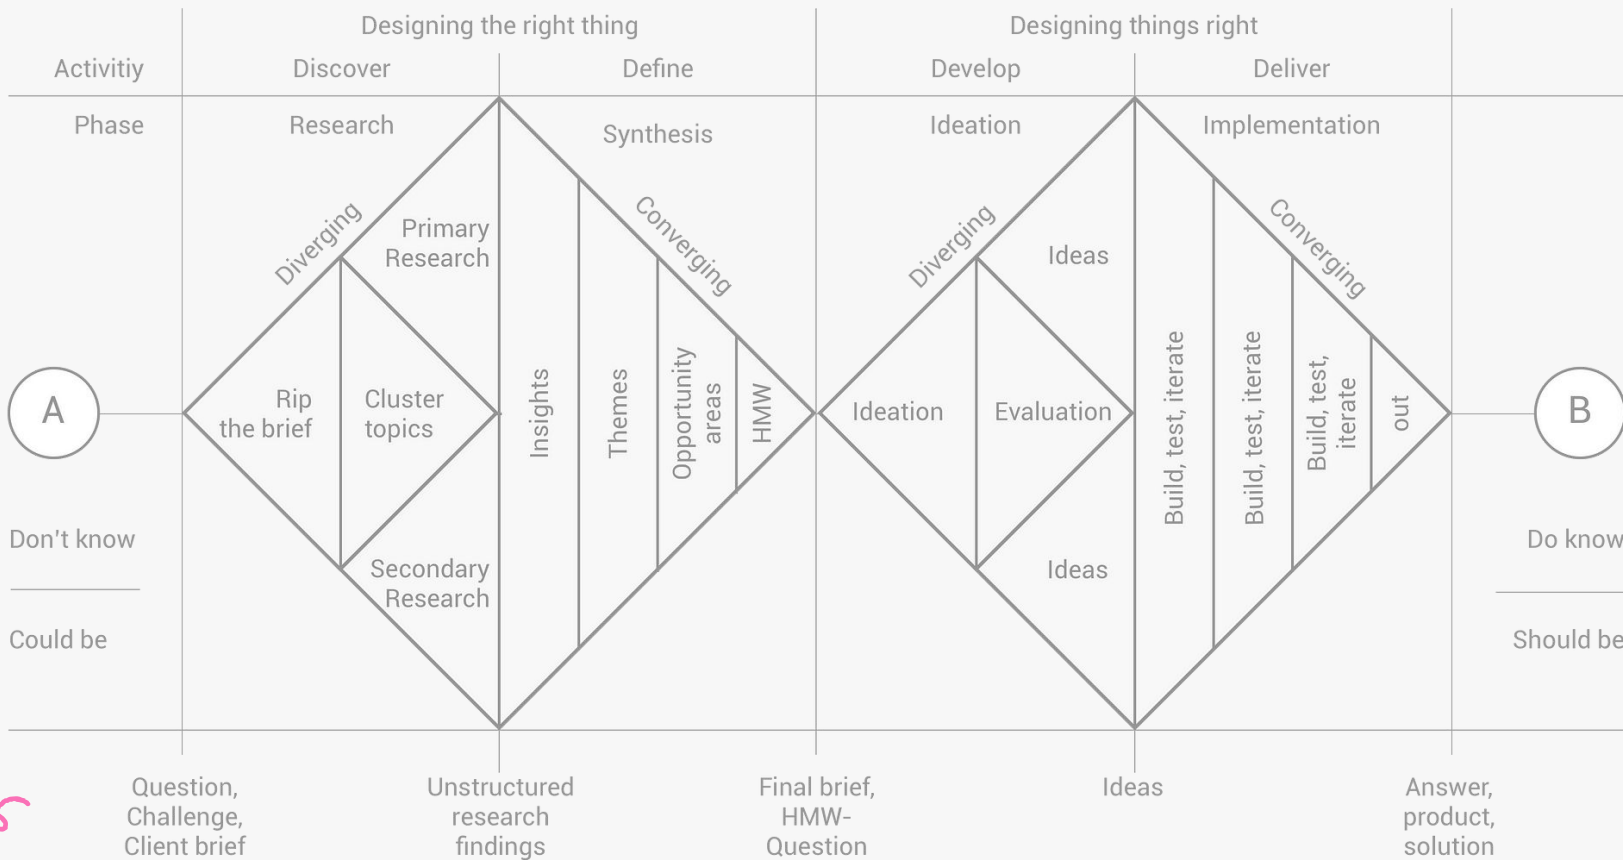 Designing the right thing
Designing things right
Activitiy
Discover
Define
Develop
Deliver
Phase
Research
Synthesis
Ideation
Implementation
Diverging
Primary
Research
Converging
Diverging
Ideas
Converging
A
Rip
the brief
Cluster
topics
Insights
Themes
Opportunity
areas
HMW
Ideation
Evaluation
Build, test, iterate
Build, test, iterate
Build, test,
iterate
out
B
Don't know
Could be
Secondary
Research
Ideas
Do know
Should be
Question,
Challenge,
Client brief
Unstructured
research
findings
Final brief,
HMW-
Question
Ideas
Answer,
product,
solution